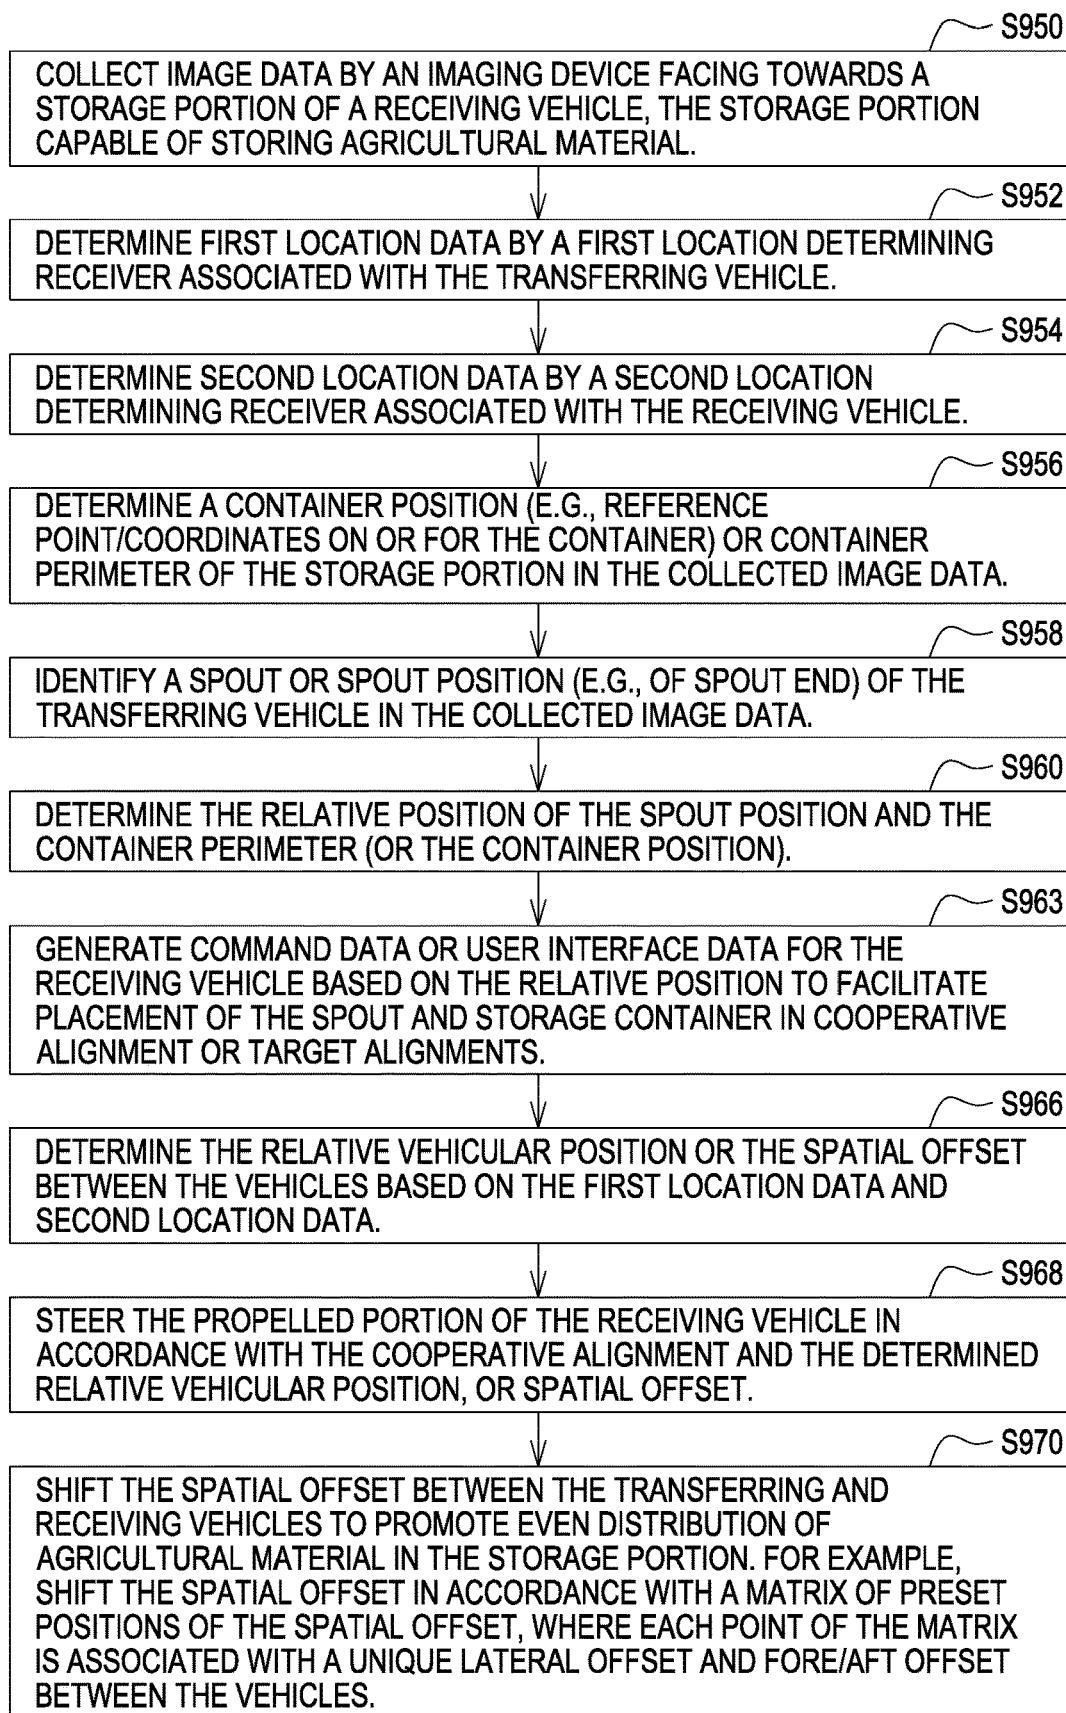 S950
COLLECT IMAGE DATA BY AN IMAGING DEVICE FACING TOWARDS A
STORAGE PORTION OF A RECEIVING VEHICLE, THE STORAGE PORTION
CAPABLE OF STORING AGRICULTURAL MATERIAL.
S952
DETERMINE FIRST LOCATION DATA BY A FIRST LOCATION DETERMINING
RECEIVER ASSOCIATED WITH THE TRANSFERRING VEHICLE.
S954
DETERMINE SECOND LOCATION DATA BY A SECOND LOCATION
DETERMINING RECEIVER ASSOCIATED WITH THE RECEIVING VEHICLE.
S956
DETERMINE A CONTAINER POSITION (E.G., REFERENCE
POINT/COORDINATES ON OR FOR THE CONTAINER) OR CONTAINER
PERIMETER OF THE STORAGE PORTION IN THE COLLECTED IMAGE DATA.
S958
IDENTIFY A SPOUT OR SPOUT POSITION (E.G., OF SPOUT END) OF THE
TRANSFERRING VEHICLE IN THE COLLECTED IMAGE DATA.
S960
DETERMINE THE RELATIVE POSITION OF THE SPOUT POSITION AND THE
CONTAINER PERIMETER (OR THE CONTAINER POSITION).
S963
GENERATE COMMAND DATA OR USER INTERFACE DATA FOR THE
RECEIVING VEHICLE BASED ON THE RELATIVE POSITION TO FACILITATE
PLACEMENT OF THE SPOUT AND STORAGE CONTAINER IN COOPERATIVE
ALIGNMENT OR TARGET ALIGNMENTS.
S966
DETERMINE THE RELATIVE VEHICULAR POSITION OR THE SPATIAL OFFSET
BETWEEN THE VEHICLES BASED ON THE FIRST LOCATION DATA AND
SECOND LOCATION DATA.
S968
STEER THE PROPELLED PORTION OF THE RECEIVING VEHICLE IN
ACCORDANCE WITH THE COOPERATIVE ALIGNMENT AND THE DETERMINED
RELATIVE VEHICULAR POSITION, OR SPATIAL OFFSET.
S970
SHIFT THE SPATIAL OFFSET BETWEEN THE TRANSFERRING AND
RECEIVING VEHICLES TO PROMOTE EVEN DISTRIBUTION OF
AGRICULTURAL MATERIAL IN THE STORAGE PORTION. FOR EXAMPLE,
SHIFT THE SPATIAL OFFSET IN ACCORDANCE WITH A MATRIX OF PRESET
POSITIONS OF THE SPATIAL OFFSET, WHERE EACH POINT OF THE MATRIX
IS ASSOCIATED WITH A UNIQUE LATERAL OFFSET AND FORE/AFT OFFSET
BETWEEN THE VEHICLES.